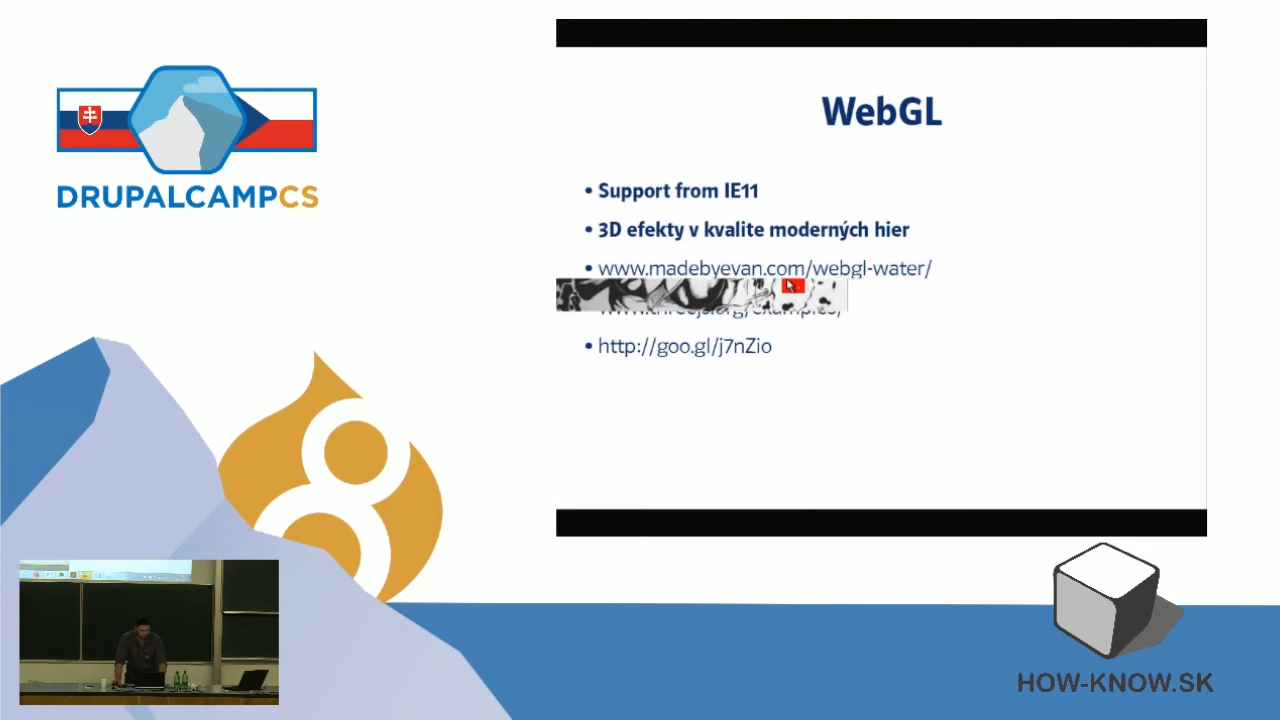 DRUPALCAMPCS
WebGL
• Support from IE11
• 3D efekty v kvalite moderných hier
• www.madebyevan.com/webgl-water/
• http://goo.gl/j7nZio
HOW-KNOW.SK